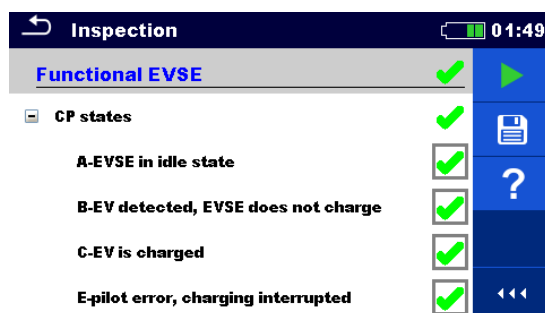 Inspection 01:49
Functional EVSE
CP states
A-EVSE in idle state
B-EV detected, EVSE does not charge
C-EV is charged
E-pilot error, charging interrupted
?